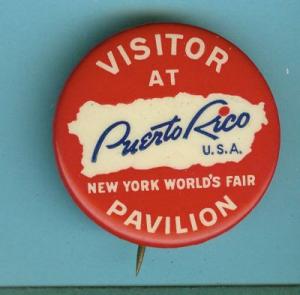 VISITOR
AT
Puerto Rico
U.S.A.
NEW YORK WORLD'S FAIR
PAVILION